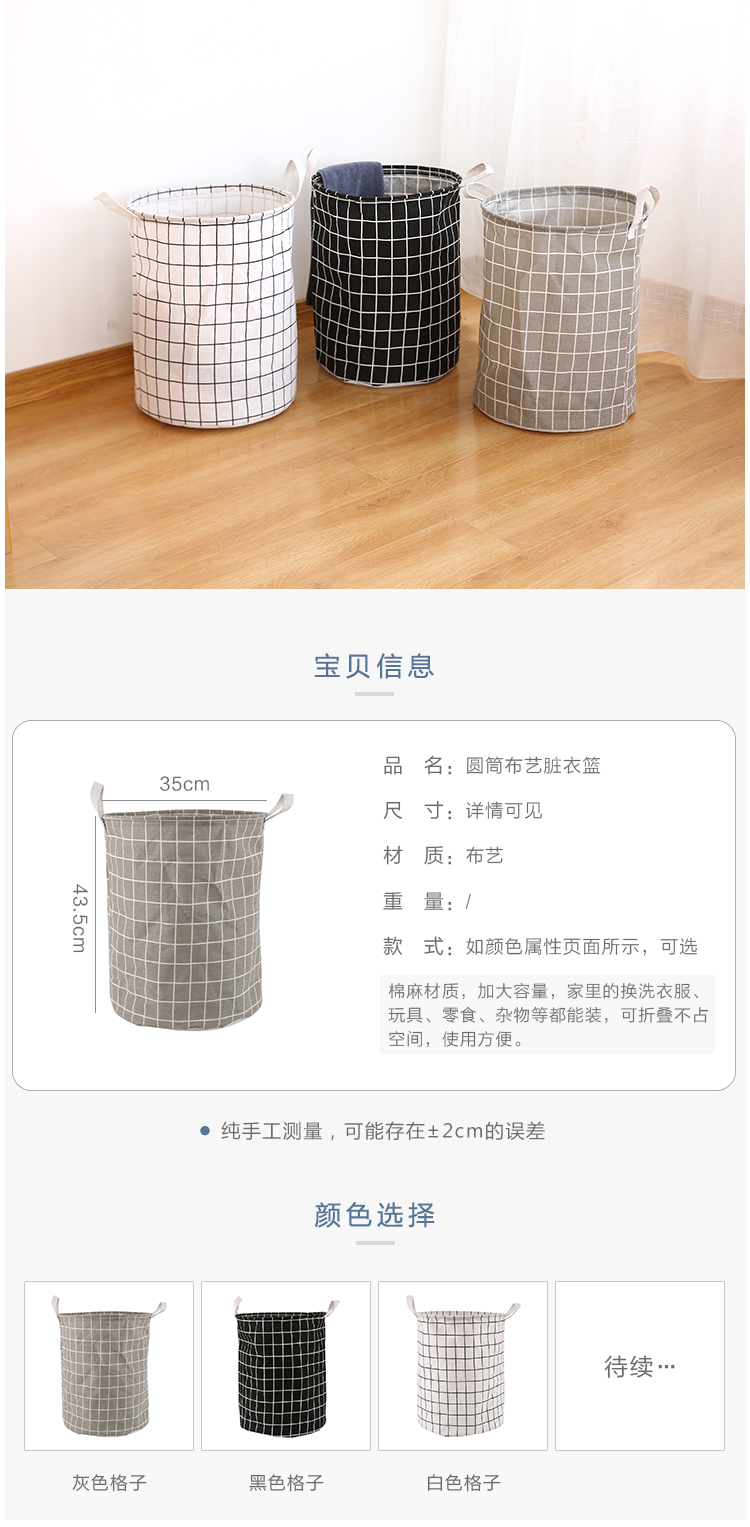 宝贝信息
35cm
43.5cm
品 名：圆筒布艺脏衣篮
尺 寸：详情可见
材 质：布艺
重 量：/
款 式：如颜色属性页面所示，可选
棉麻材质，加大容量，家里的换洗衣服、
玩具、零食、杂物等都能装，可折叠不占
空间，使用方便。
纯手工测量，可能存在±2cm的误差
颜色选择
待续…
灰色格子
黑色格子
白色格子